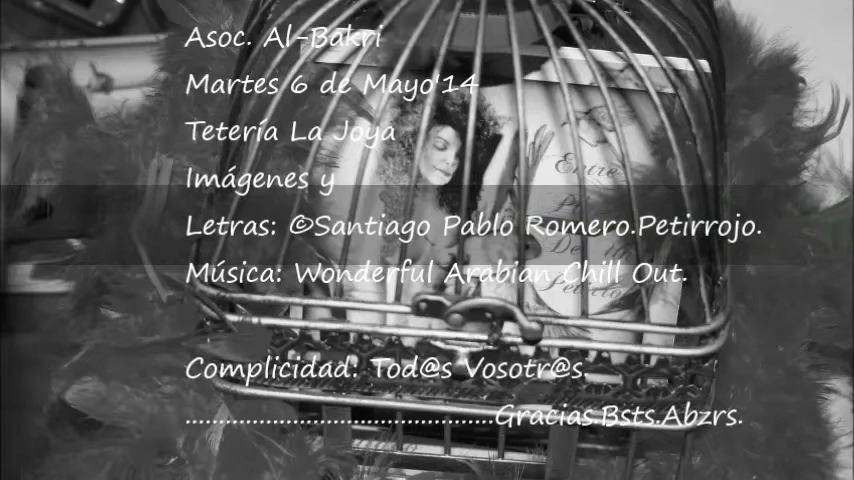 Asoc. Al-Bakri
Martes 6 de Mayo'14
Tetería La Joya
Imágenes y
Letras: ©Santiago Pablo Romero.Petirrojo.
Música: Wonderful Arabian Chill Out.
Complicidad: Tod@s Vosotr@s.
..............................................Gracias.Bsts.Abzrs.
Entre